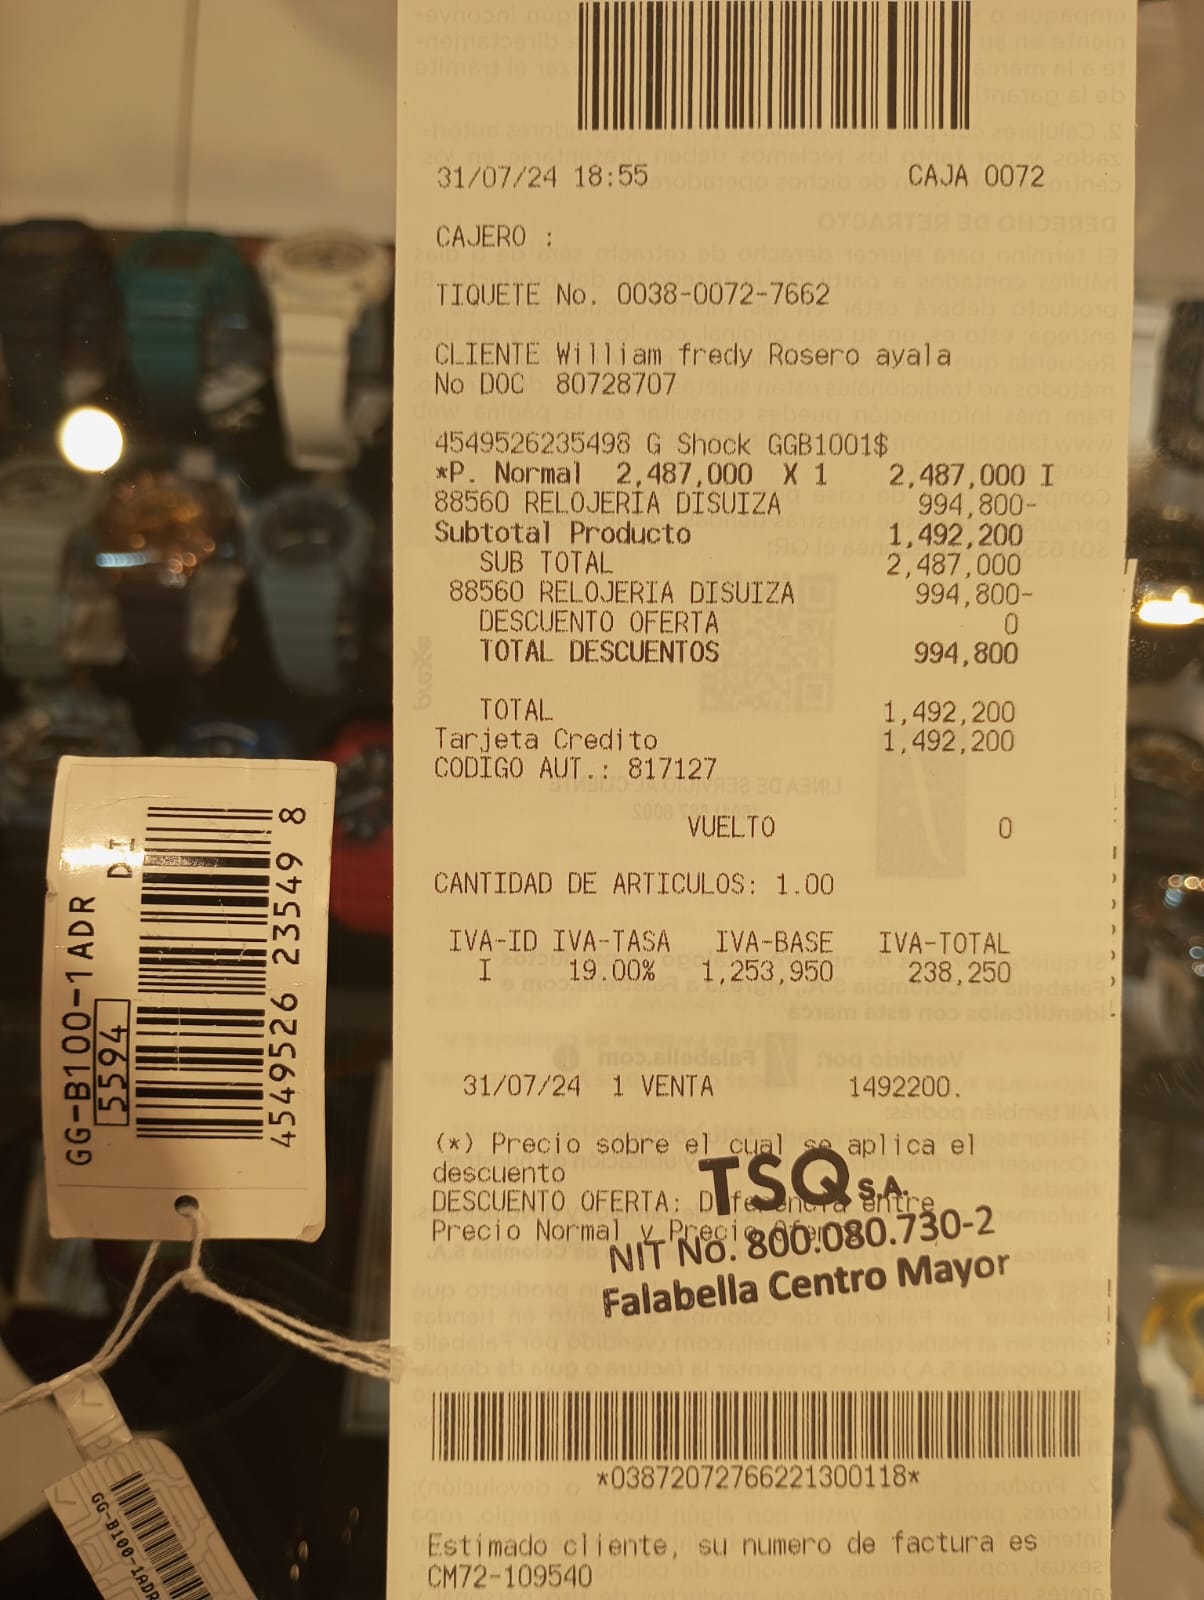 31/07/24 18:55 CAJA 0072
CAJERO :
TIQUETE No. 0038-0072-7662
CLIENTE William fredy Rosero ayala
No DOC 80728707
4549526235498 G Shock GGB1001$
*P. Normal 2,487,000 X 1 2,487,000 I
88560 RELOJERIA DISUIZA 994,800-
Subtotal Producto 1,492,200
SUB TOTAL 2,487,000
88560 RELOJERIA DISUIZA 994,800-
DESCUENTO OFERTA 0
TOTAL DESCUENTOS 994,800
TOTAL 1,492,200
Tarjeta Credito 1,492,200
CODIGO AUT.: 817127
VUELTO 0
CANTIDAD DE ARTICULOS: 1.00
IVA-ID IVA-TASA IVA-BASE IVA-TOTAL
I 19.00% 1,253,950 238,250
31/07/24 1 VENTA 1492200.
(*) Precio sobre el cual se aplica el
descuento
DESCUENTO OFERTA: Diferencia entre
Precio Normal y Precio
TSQ S.A.
NIT No. 800.080.730-2
Falabella Centro Mayor
*03872072766221300118*
Estimado cliente, su numero de factura es
CM72-109540
GG-B100-1ADR
DI
5594
4549526 23549 8
GG-B100-1ADR